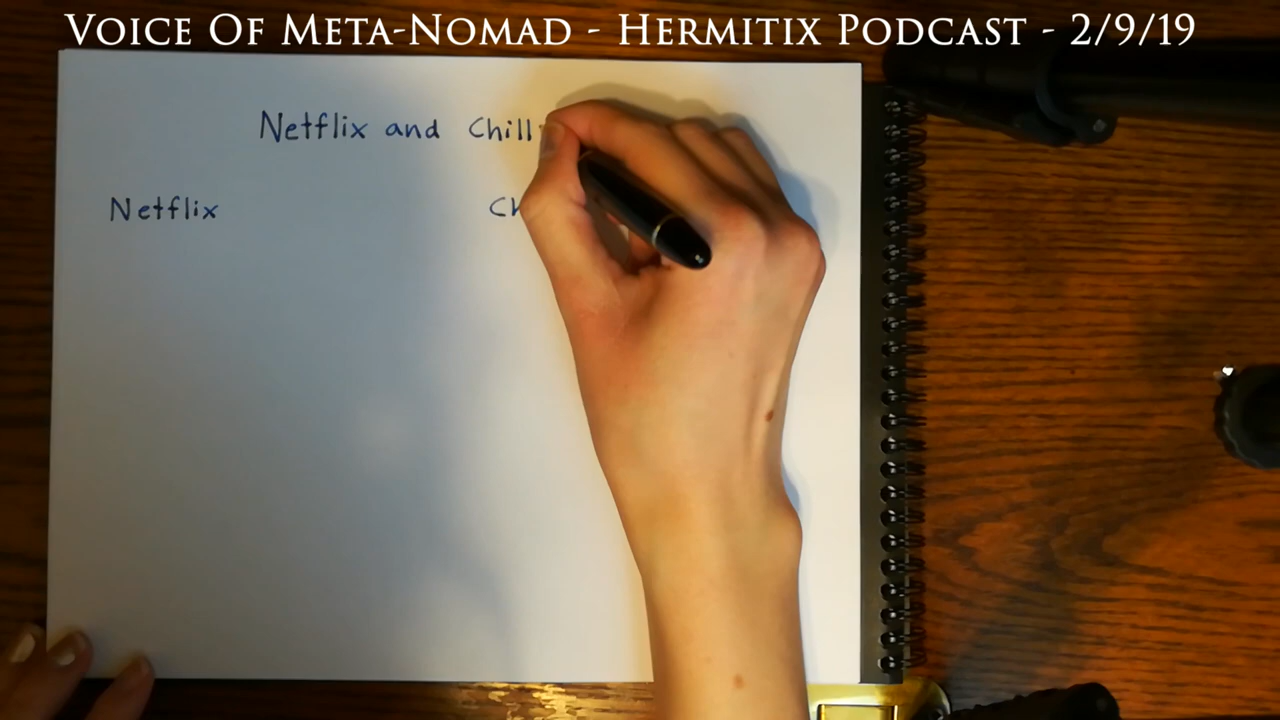 VOICE OF META-NOMAD - HERMITIX PODCAST - 2/9/19
Netflix and Chill
Netflix